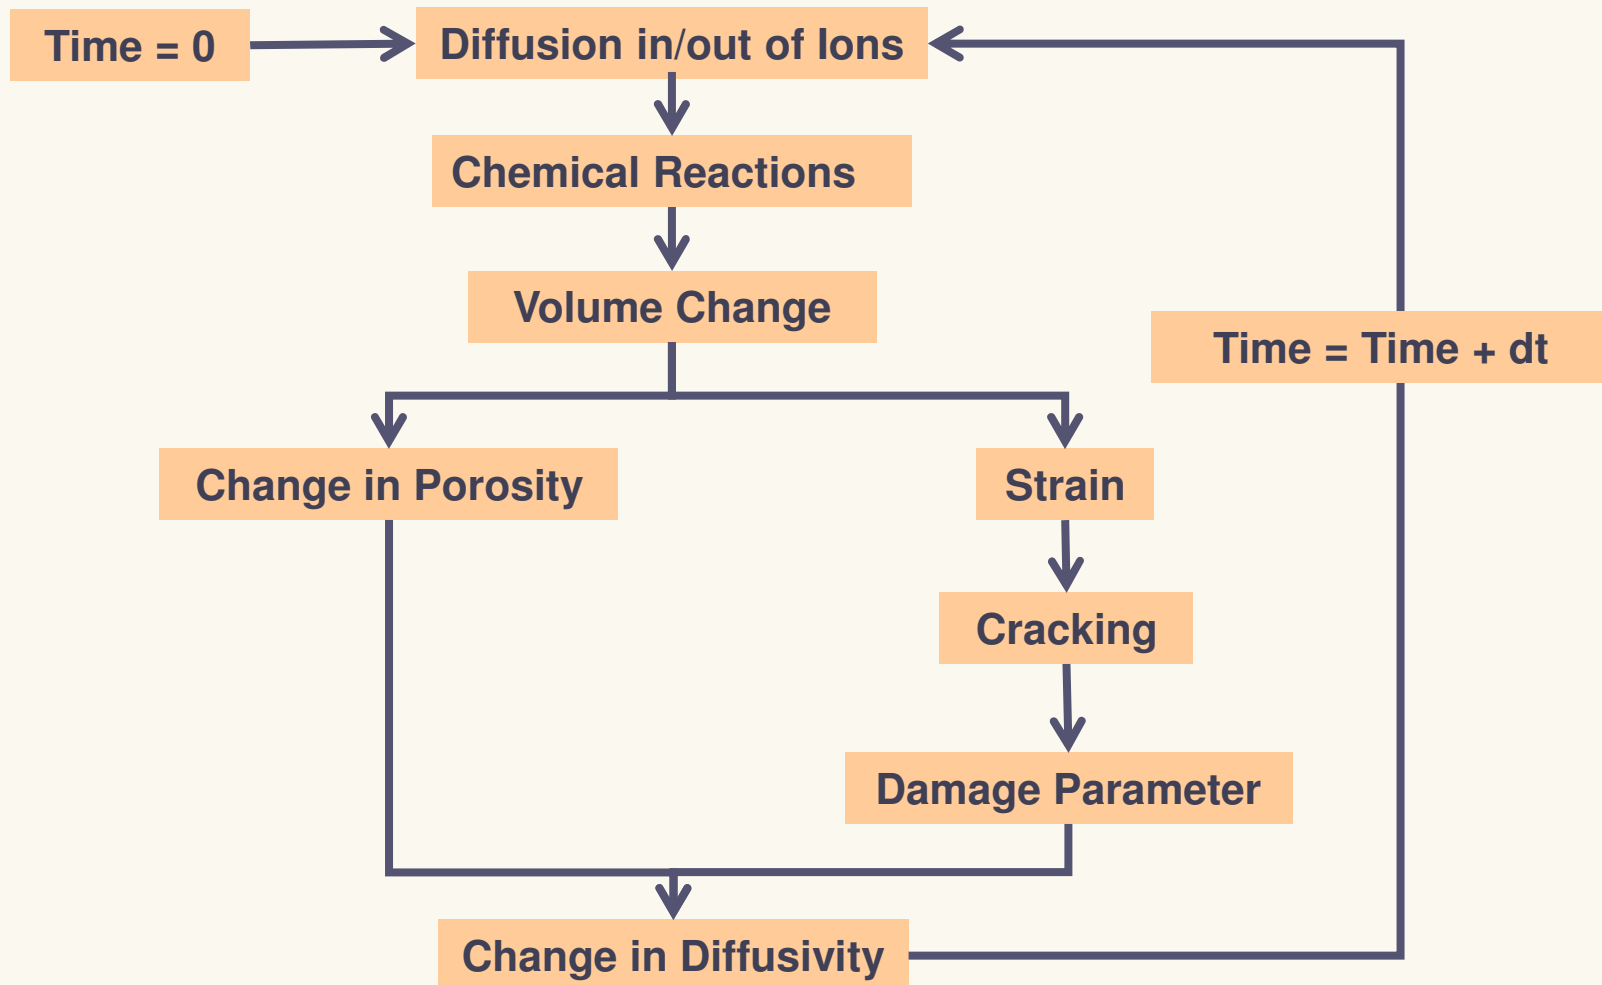 Time = 0
Diffusion in/out of Ions
Chemical Reactions
Volume Change
Time = Time + dt
Change in Porosity
Strain
Cracking
Damage Parameter
Change in Diffusivity